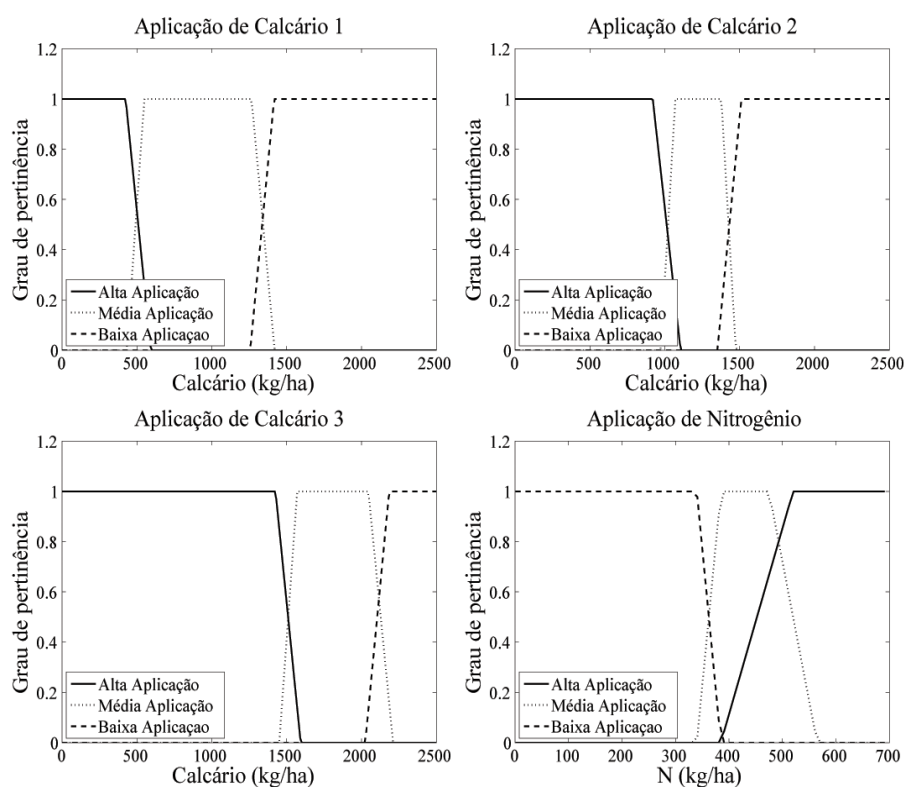 Aplicação de Calcário 1
1.2
1
0.8
0.6
0.4
0.2
0
Grau de pertinência
Alta Aplicação
Média Aplicação
Baixa Aplicaçao
0 500 1000 1500 2000 2500
Calcário (kg/ha)
Aplicação de Calcário 2
1.2
1
0.8
0.6
0.4
0.2
0
Grau de pertinência
Alta Aplicação
Média Aplicação
Baixa Aplicaçao
0 500 1000 1500 2000 2500
Calcário (kg/ha)
Aplicação de Calcário 3
1.2
1
0.8
0.6
0.4
0.2
0
Grau de pertinência
Alta Aplicação
Média Aplicação
Baixa Aplicaçao
0 500 1000 1500 2000 2500
Calcário (kg/ha)
Aplicação de Nitrogênio
1.2
1
0.8
0.6
0.4
0.2
0
Grau de pertinência
Alta Aplicação
Média Aplicação
Baixa Aplicaçao
0 100 200 300 400 500 600 700
N (kg/ha)